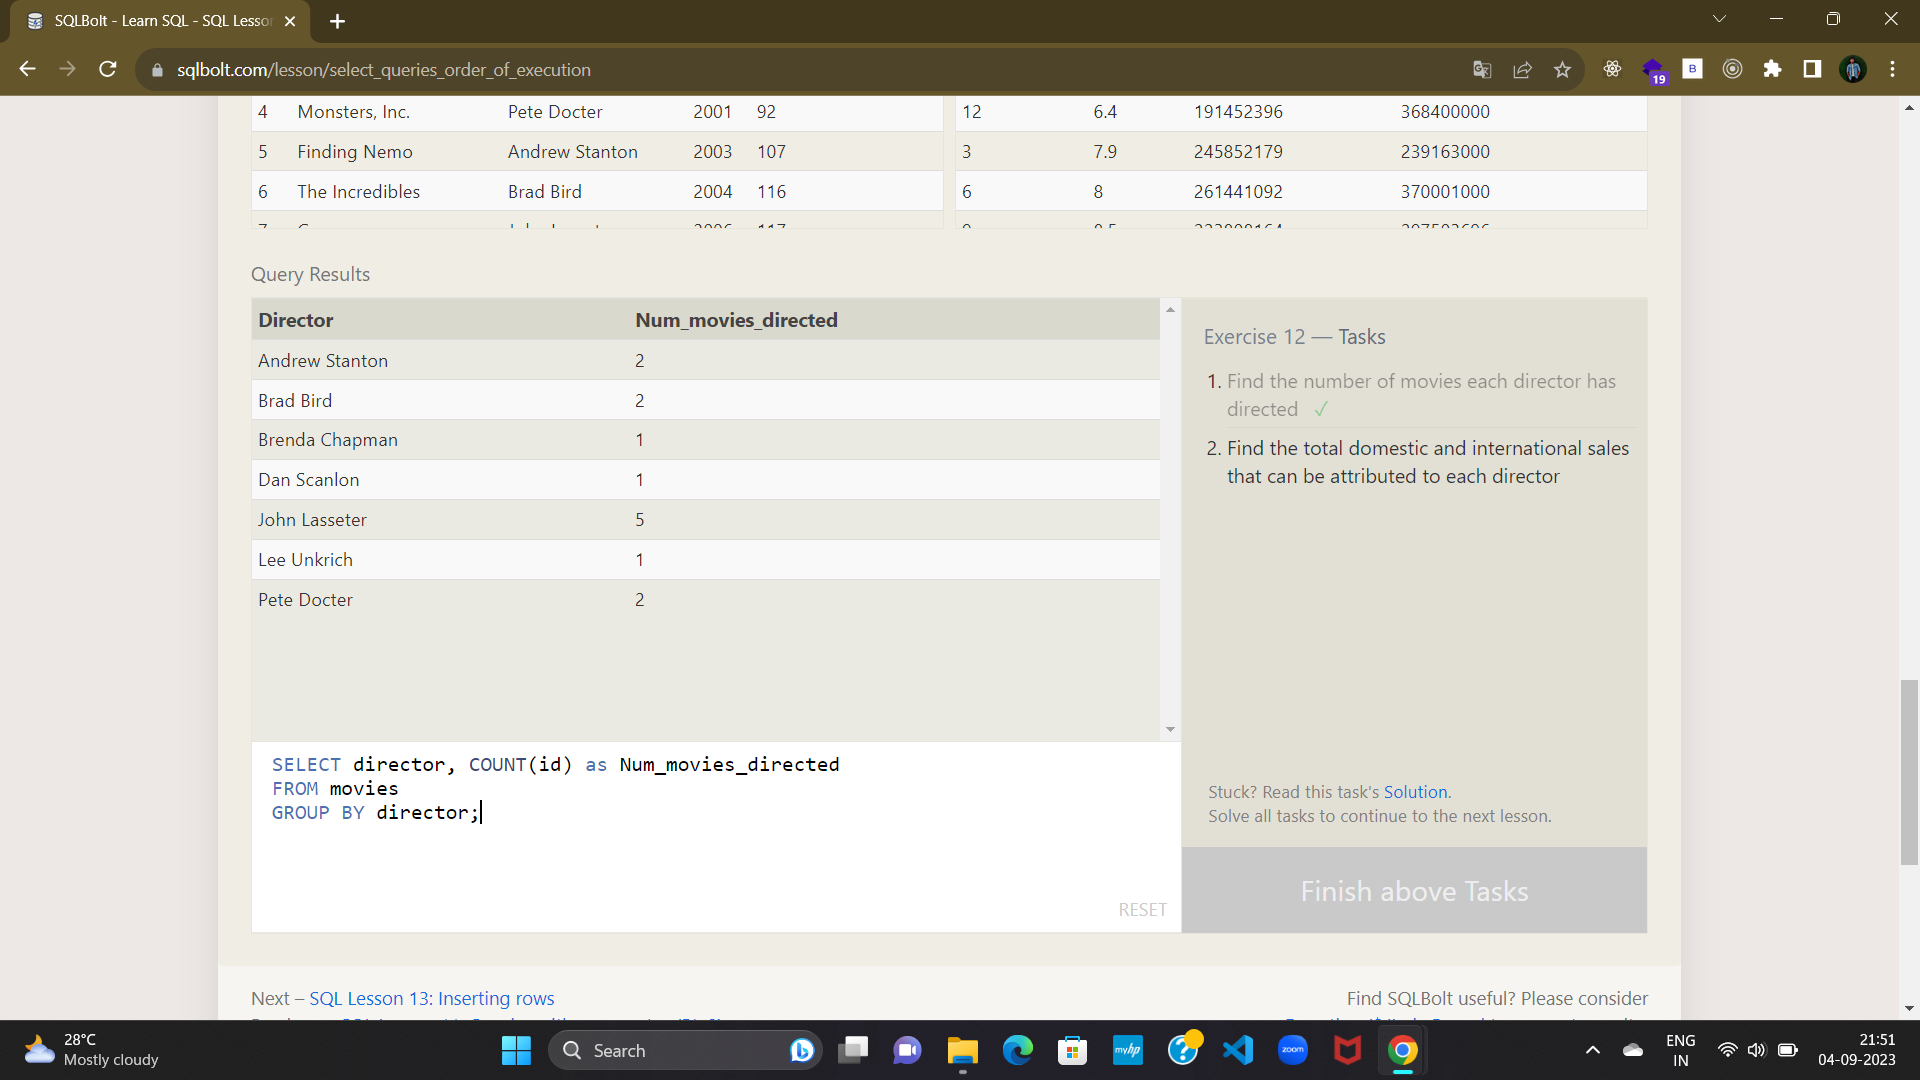 SQLBolt - Learn SQL - SQL Lesson
sqlbolt.com/lesson/select_queries_order_of_execution
19
B
4 Monsters, Inc. Pete Docter 2001 92 12 6.4 191452396 368400000
5 Finding Nemo Andrew Stanton 2003 107 3 7.9 245852179 239163000
6 The Incredibles Brad Bird 2004 116 6 8 261441092 370001000
Query Results
Director Num_movies_directed
Andrew Stanton 2
Brad Bird 2
Brenda Chapman 1
Dan Scanlon 1
John Lasseter 5
Lee Unkrich 1
Pete Docter 2
Exercise 12 — Tasks
1. Find the number of movies each director has
directed ✓
2. Find the total domestic and international sales
that can be attributed to each director
SELECT director, COUNT(id) as Num_movies_directed
FROM movies
GROUP BY director;
RESET
Stuck? Read this task's Solution.
Solve all tasks to continue to the next lesson.
Finish above Tasks
Next – SQL Lesson 13: Inserting rows
Find SQLBolt useful? Please consider
28°C
Mostly cloudy
Search
myhp
zoom
ENG
IN
21:51
04-09-2023